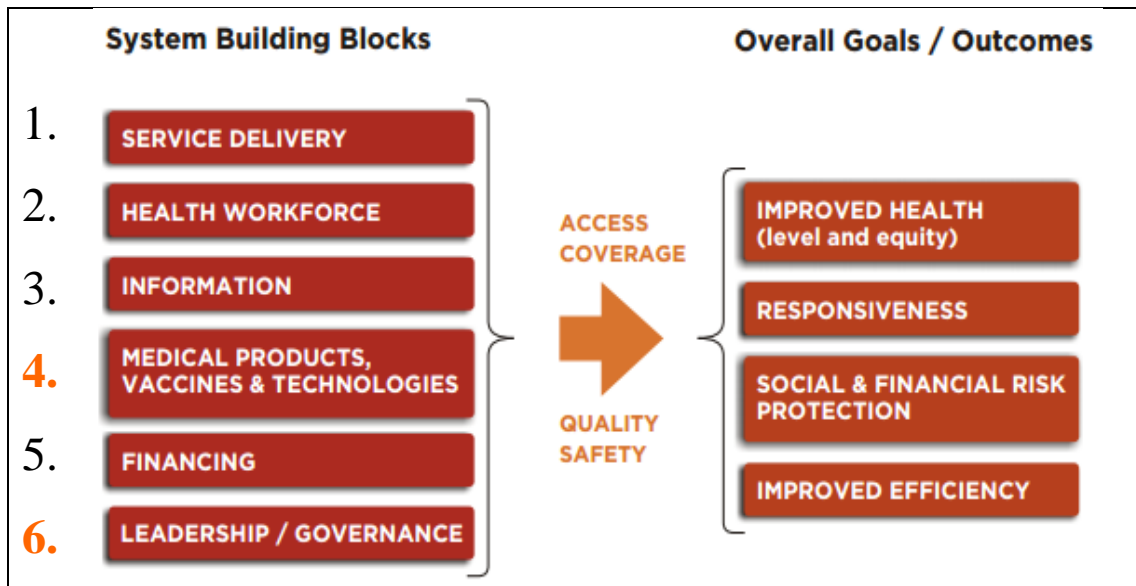 System Building Blocks
Overall Goals / Outcomes
1.
SERVICE DELIVERY
2.
HEALTH WORKFORCE
3.
INFORMATION
4.
MEDICAL PRODUCTS,
VACCINES & TECHNOLOGIES
5.
FINANCING
6.
LEADERSHIP / GOVERNANCE
ACCESS
COVERAGE
QUALITY
SAFETY
IMPROVED HEALTH
(level and equity)
RESPONSIVENESS
SOCIAL & FINANCIAL RISK
PROTECTION
IMPROVED EFFICIENCY